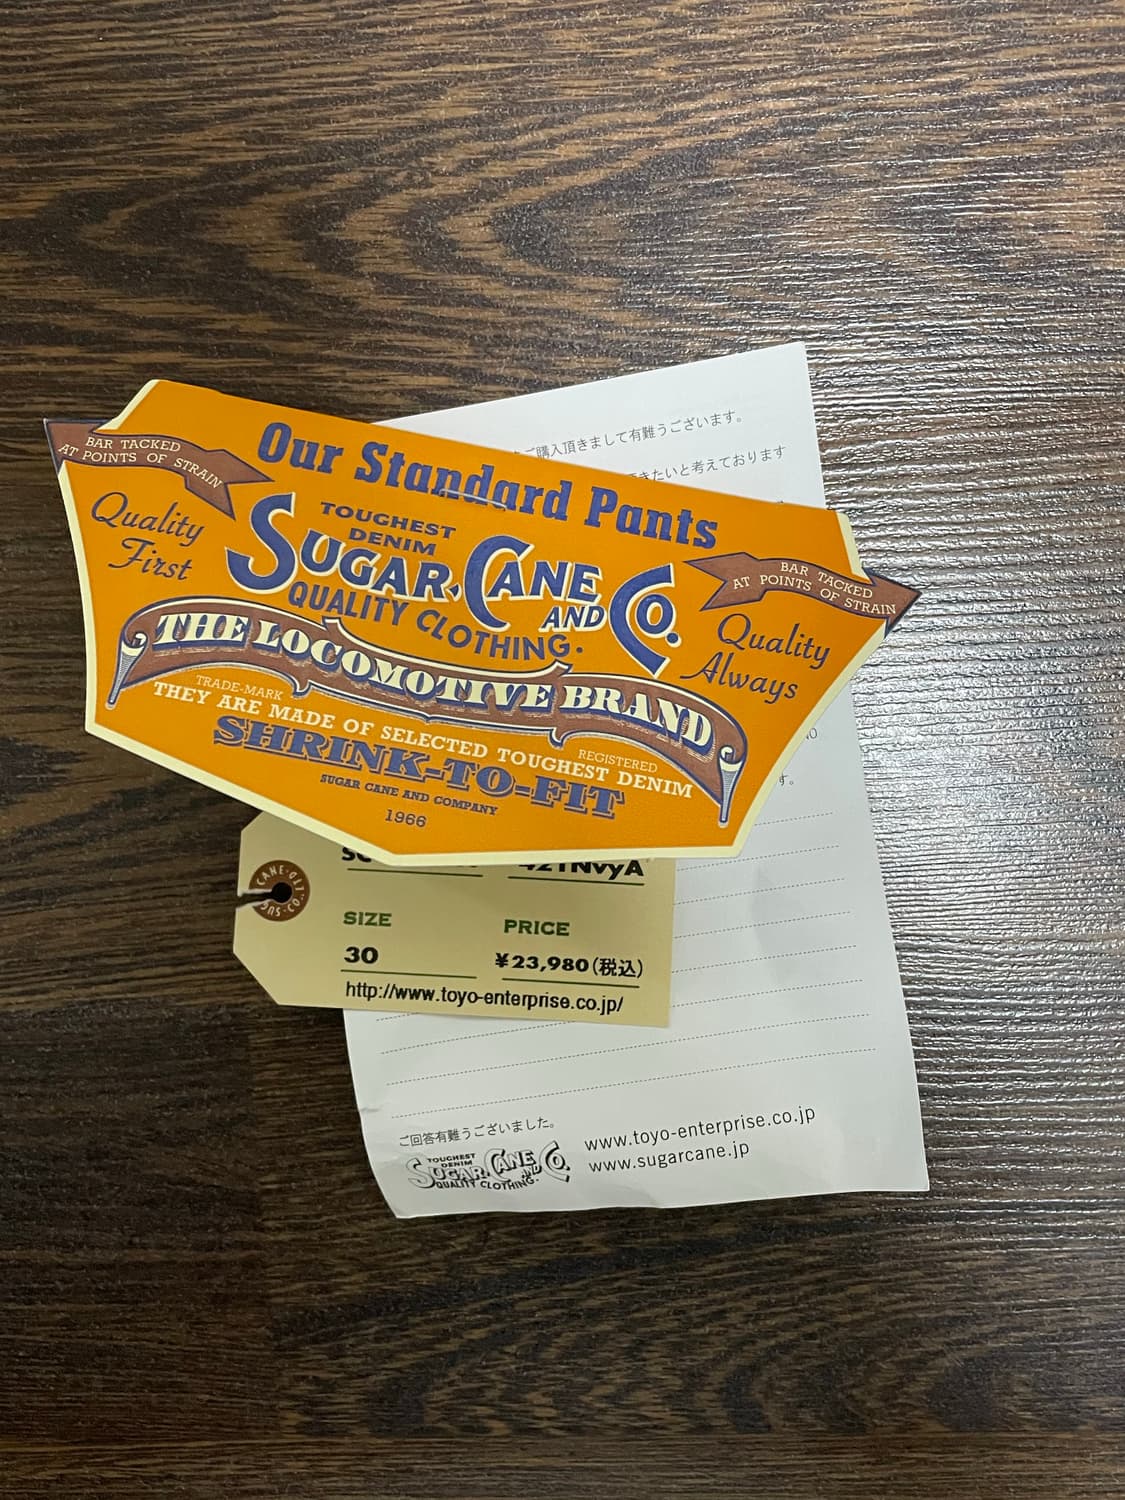 ご購入頂きまして有難うございます。
きたいと考えております
Our Standard Pants
BAR TACKED
AT POINTS OF STRAIN
Quality
First
TOUGHEST
DENIM
SUGAR CANE AND CO.
QUALITY CLOTHING.
BAR TACKED
AT POINTS OF STRAIN
Quality
Always
THE LOCOMOTIVE BRAND
TRADE-MARK
REGISTERED
THEY ARE MADE OF SELECTED TOUGHEST DENIM
SHRINK-TO-FIT
SUGAR CANE AND COMPANY
1966
す。
421NvyA
SIZE
PRICE
30
¥23,980(税込)
http://www.toyo-enterprise.co.jp/
ご回答有難うございました。
TOUGHEST
DENIM
SUGAR CANE AND CO.
QUALITY CLOTHING.
www.toyo-enterprise.co.jp
www.sugarcane.jp